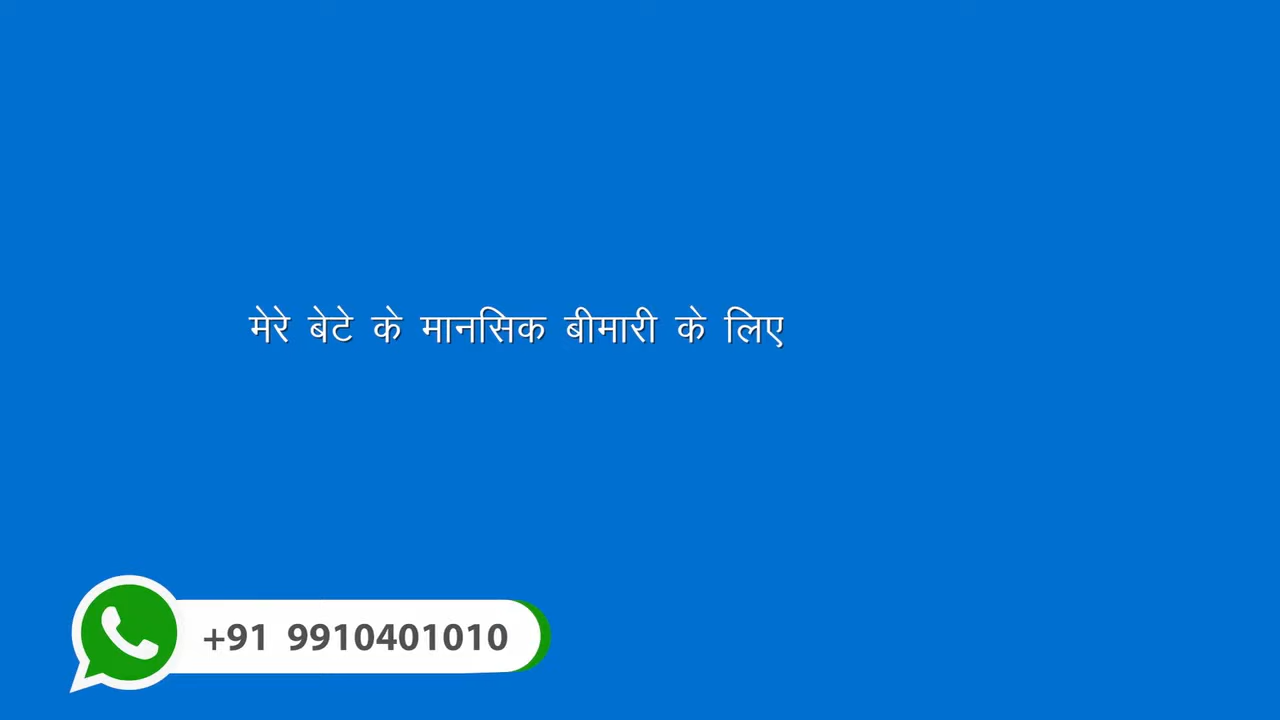 मेरे बेटे के मानसिक बीमारी के लिए
+91 9910401010